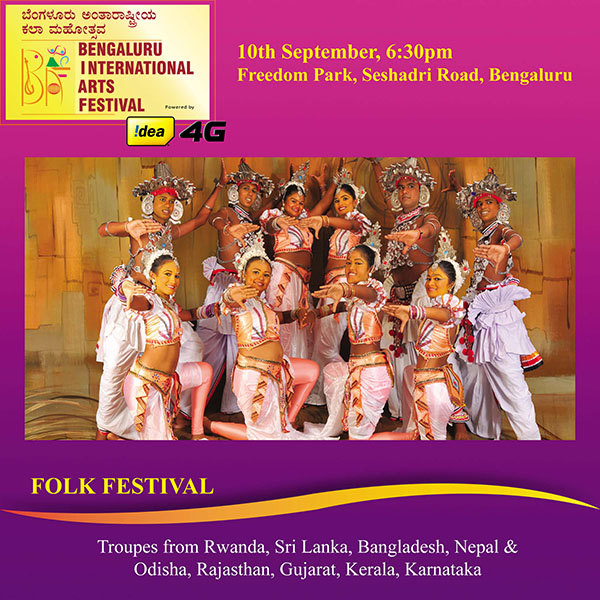 ಬೆಂಗಳೂರು ಅಂತಾರಾಷ್ಟ್ರೀಯ
ಕಲಾ ಮಹೋತ್ಸವ
BENGALURU
INTERNATIONAL
ARTS
FESTIVAL
Powered by
!dea 4G
10th September, 6:30pm
Freedom Park, Seshadri Road, Bengaluru
FOLK FESTIVAL
Troupes from Rwanda, Sri Lanka, Bangladesh, Nepal &
Odisha, Rajasthan, Gujarat, Kerala, Karnataka